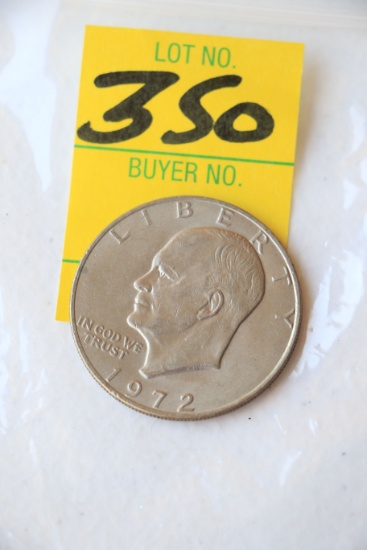 LOT NO.
350
BUYER NO.
LIBERTY
IN GOD WE
TRUST
1972